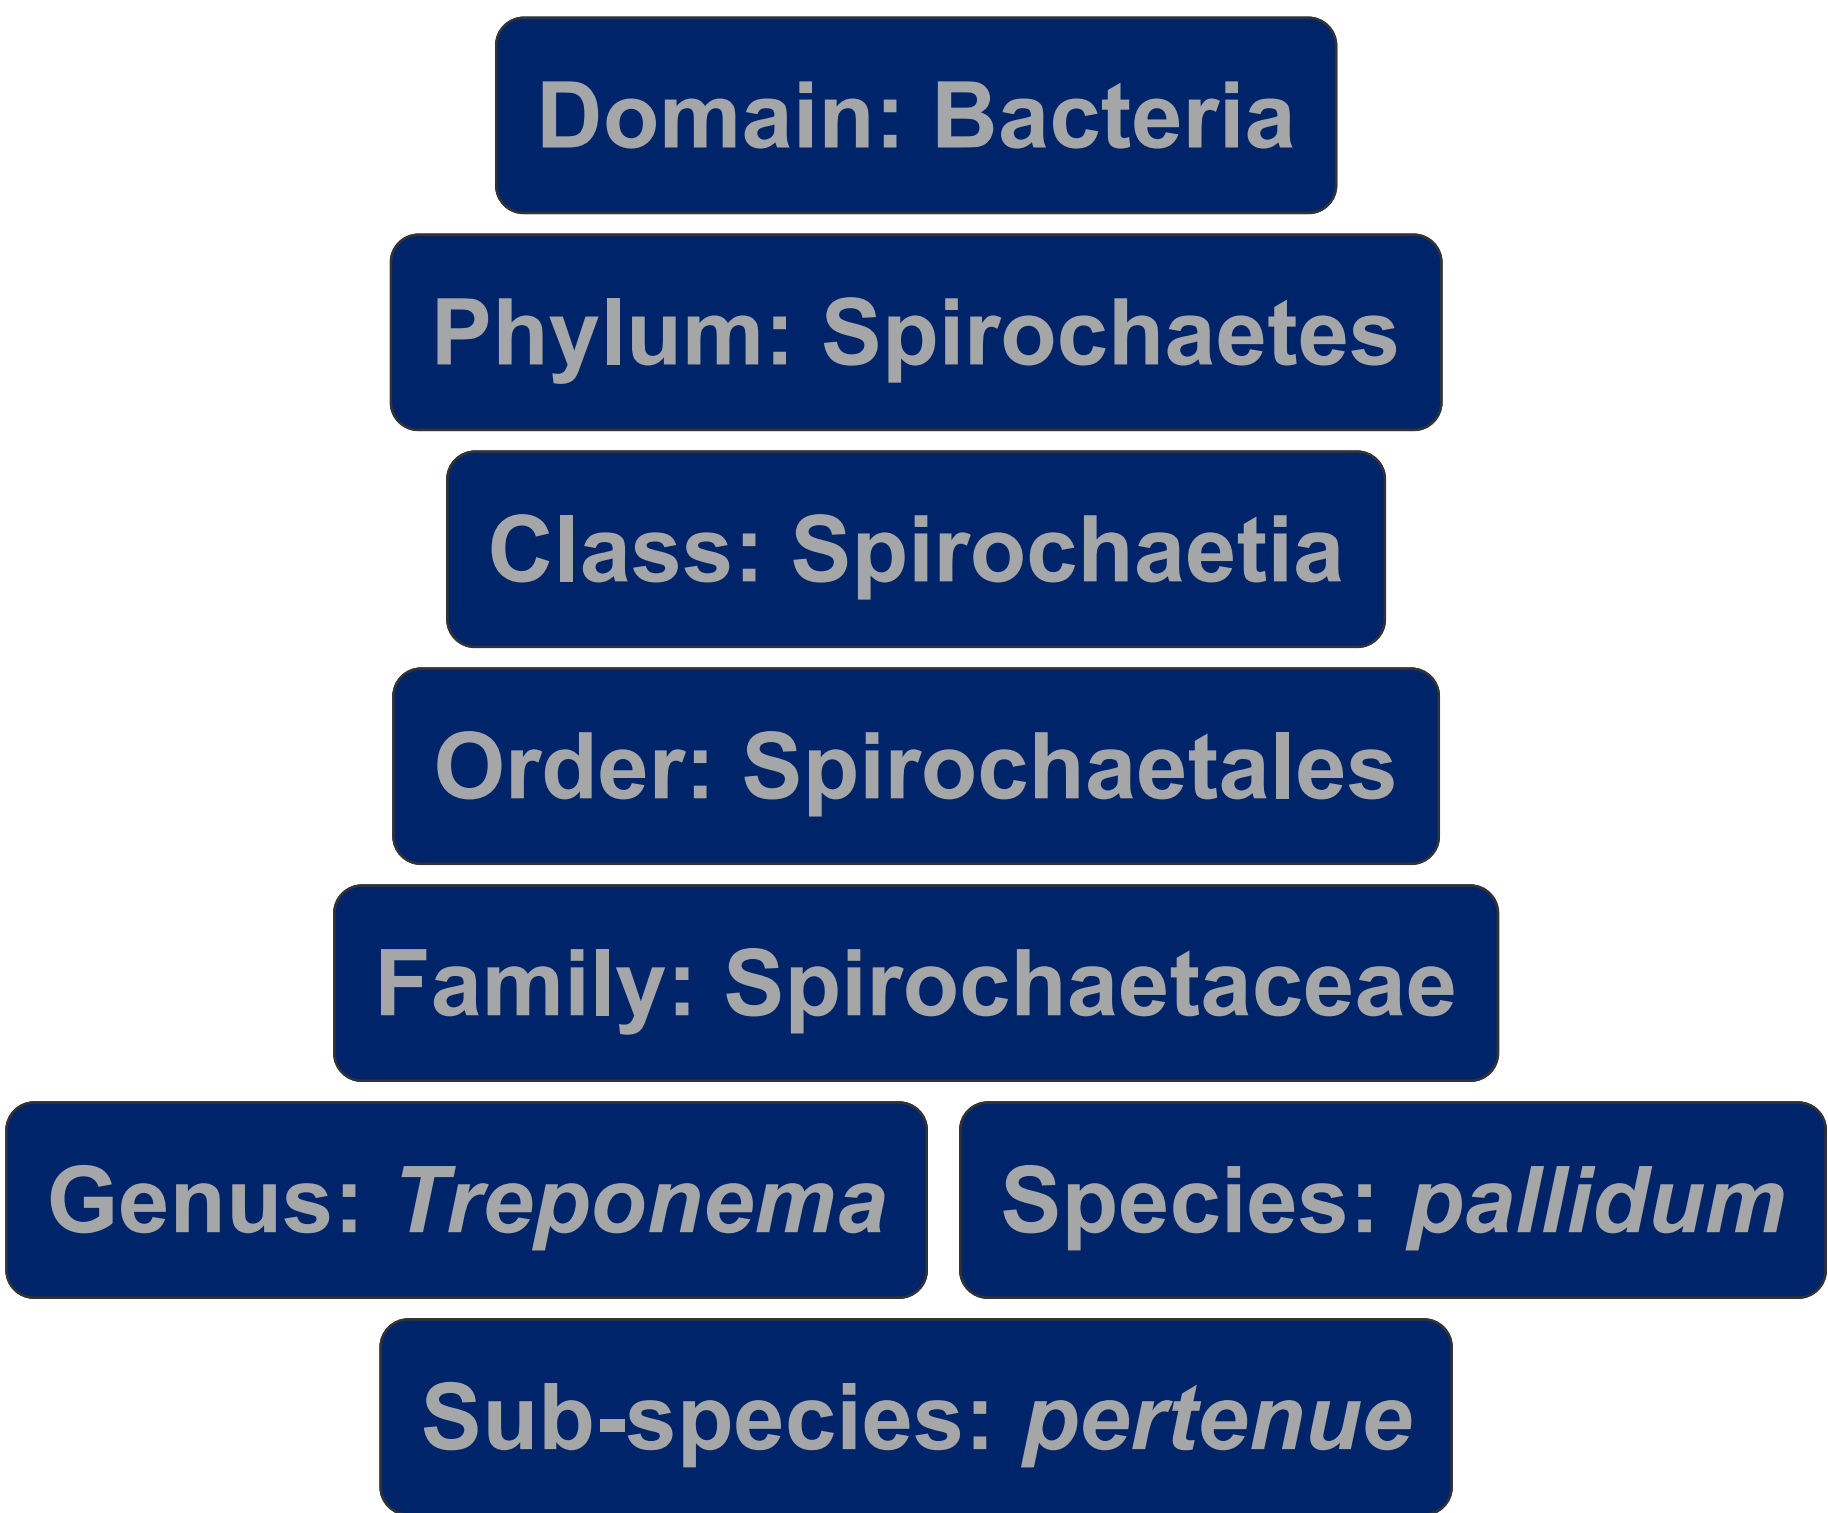 Domain: Bacteria
Phylum: Spirochaetes
Class: Spirochaetia
Order: Spirochaetales
Family: Spirochaetaceae
Genus: Treponema
Species: pallidum
Sub-species: pertenue